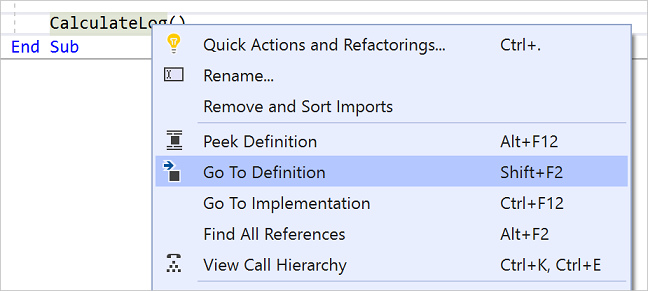 CalculateLog()
End Sub
Quick Actions and Refactorings... Ctrl+.
Rename...
Remove and Sort Imports
Peek Definition Alt+F12
Go To Definition Shift+F2
Go To Implementation Ctrl+F12
Find All References Alt+F2
View Call Hierarchy Ctrl+K, Ctrl+E